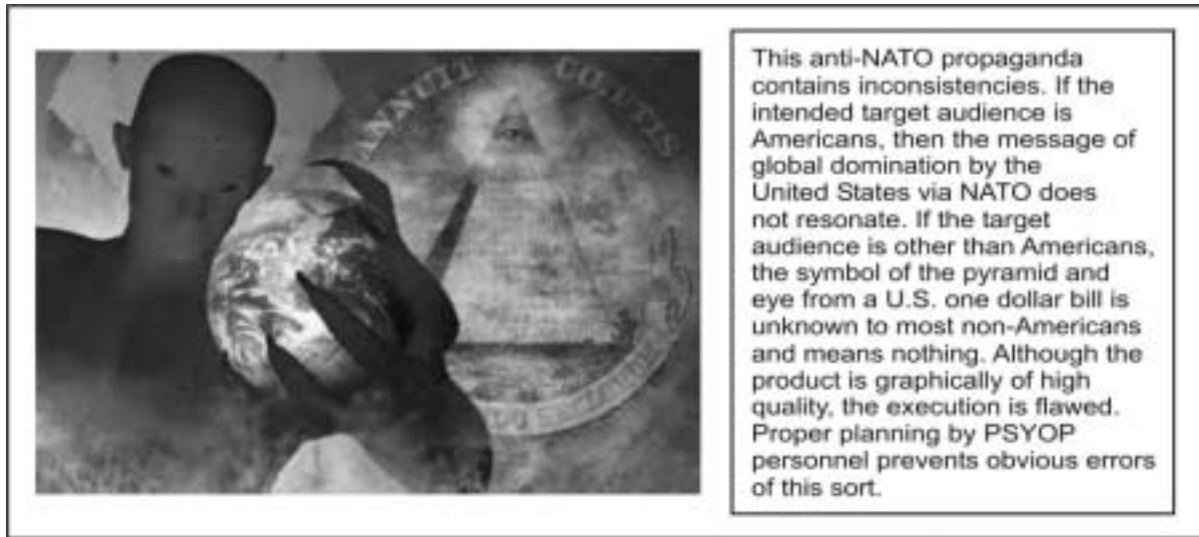 ANNUIT COEPTIS
This anti-NATO propaganda
contains inconsistencies. If the
intended target audience is
Americans, then the message of
global domination by the
United States via NATO does
not resonate. If the target
audience is other than Americans,
the symbol of the pyramid and
eye from a U.S. one dollar bill is
unknown to most non-Americans
and means nothing. Although the
product is graphically of high
quality, the execution is flawed.
Proper planning by PSYOP
personnel prevents obvious errors
of this sort.